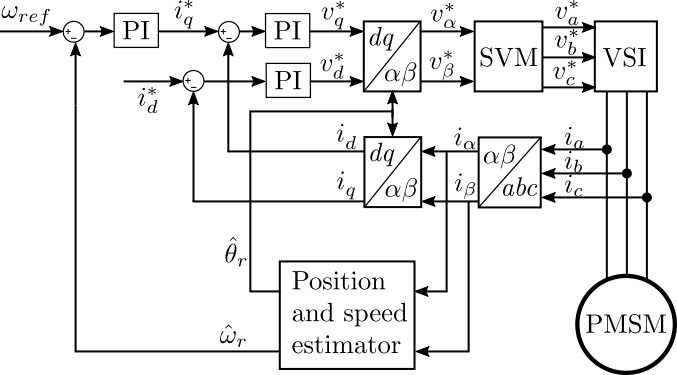 ω_ref
PI
i_q^*
PI
v_q^*
dq
αβ
v_α^*
SVM
v_a^*
VSI
i_d^*
PI
v_d^*
v_β^*
v_b^*
v_c^*
i_d
dq
αβ
i_α
αβ
abc
i_a
i_b
i_q
i_β
i_c
θ̂_r
Position
and speed
estimator
ω̂_r
PMSM